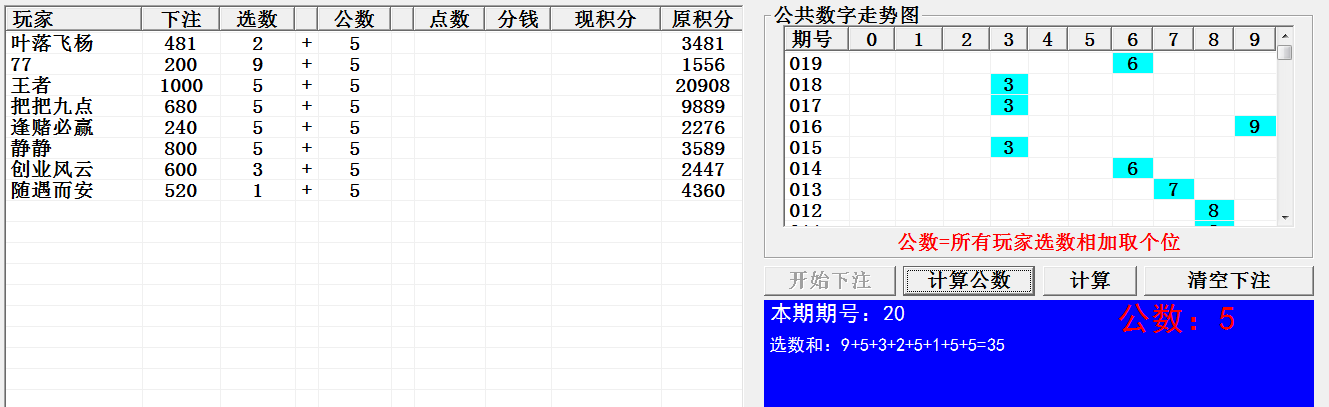 玩家 下注 选数 公数 点数 分钱 现积分 原积分
叶落飞杨 481 2 + 5 3481
77 200 9 + 5 1556
王者 1000 5 + 5 20908
把把九点 680 5 + 5 9889
逢赌必赢 240 5 + 5 2276
静静 800 5 + 5 3589
创业风云 600 3 + 5 2447
随遇而安 520 1 + 5 4360
公共数字走势图
期号 0 1 2 3 4 5 6 7 8 9
019 6
018 3
017 3
016 9
015 3
014 6
013 7
012 8
公数=所有玩家选数相加取个位
开始下注 计算公数 计算 清空下注
本期期号：20 公数：5
选数和：9+5+3+2+5+1+5+5=35